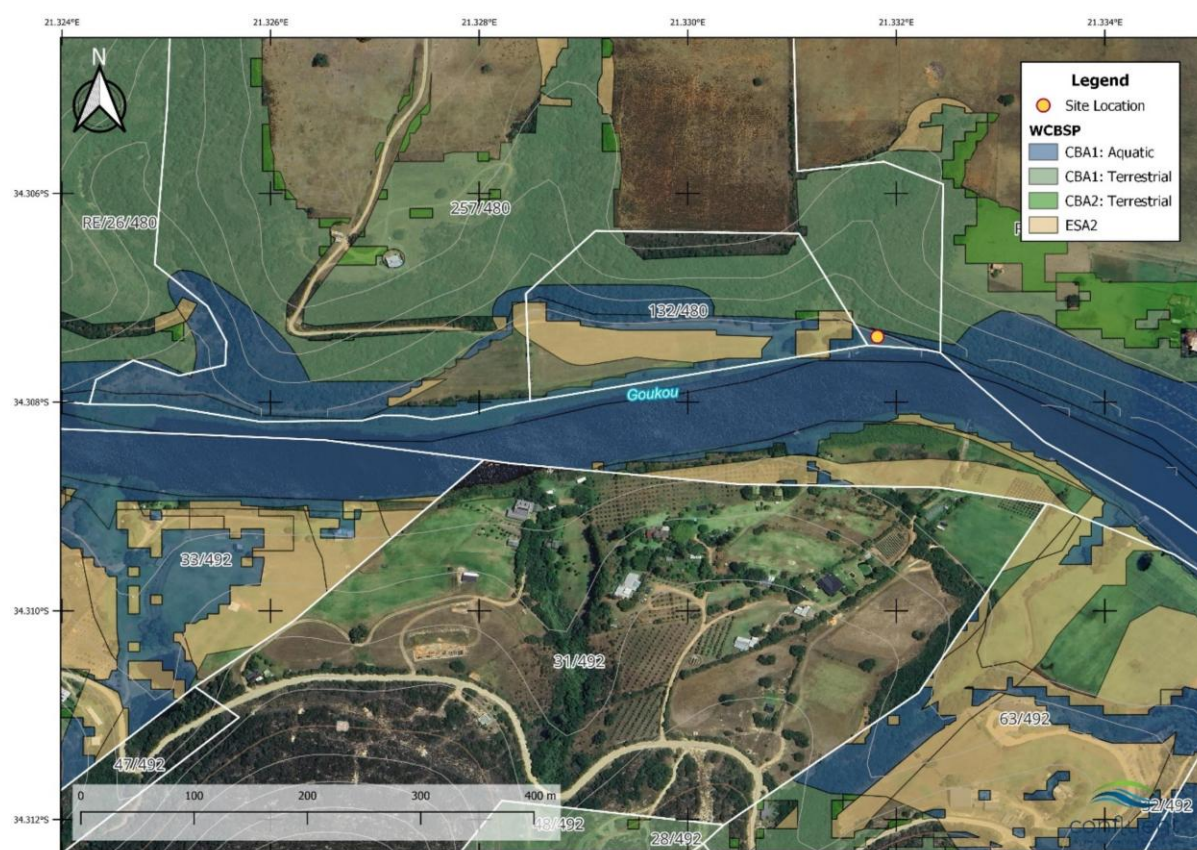 21.324°E
21.326°E
21.328°E
21.330°E
21.332°E
21.334°E
N
Legend
Site Location
WCBSP
CBA1: Aquatic
CBA1: Terrestrial
CBA2: Terrestrial
ESA2
34.306°S
RE/26/480
257/480
132/480
Goukou
34.308°S
33/492
34.310°S
31/492
63/492
47/492
0 100 200 300 400 m
34.312°S
48/492
28/492
52/492